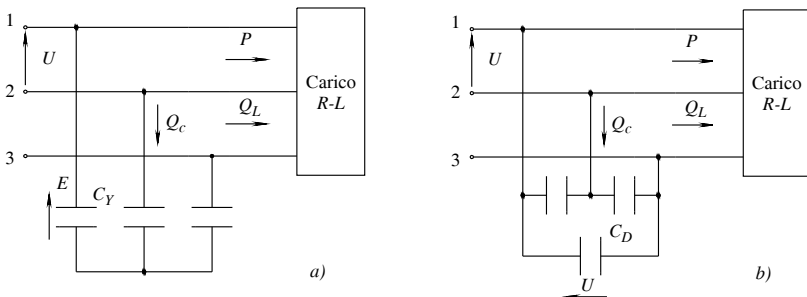 1
U
P
Carico
R-L
2
Q_L
Q_c
3
E
C_Y
a)
1
U
P
Carico
R-L
2
Q_L
Q_c
3
C_D
U
b)